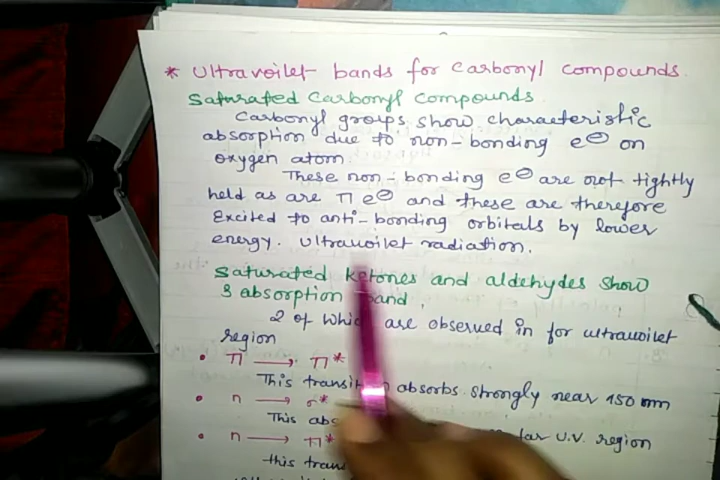 * Ultravoilet bands for carbonyl compounds.
Saturated carbonyl compounds
Carbonyl groups show characteristic
absorption due to non-bonding e⊖ on
oxygen atom.
These non-bonding e⊖ are not tightly
held as are Π e⊖ and these are therefore
Excited to anti-bonding orbitals by lower
energy. Ultravoilet radiation.
Saturated ketones and aldehydes show
3 absorption band.
2 of which are observed in for ultravoilet
region
• Π → Π*
This absorbs strongly near 150 nm
• n → σ*
This far U.V. region
• n → Π*
this